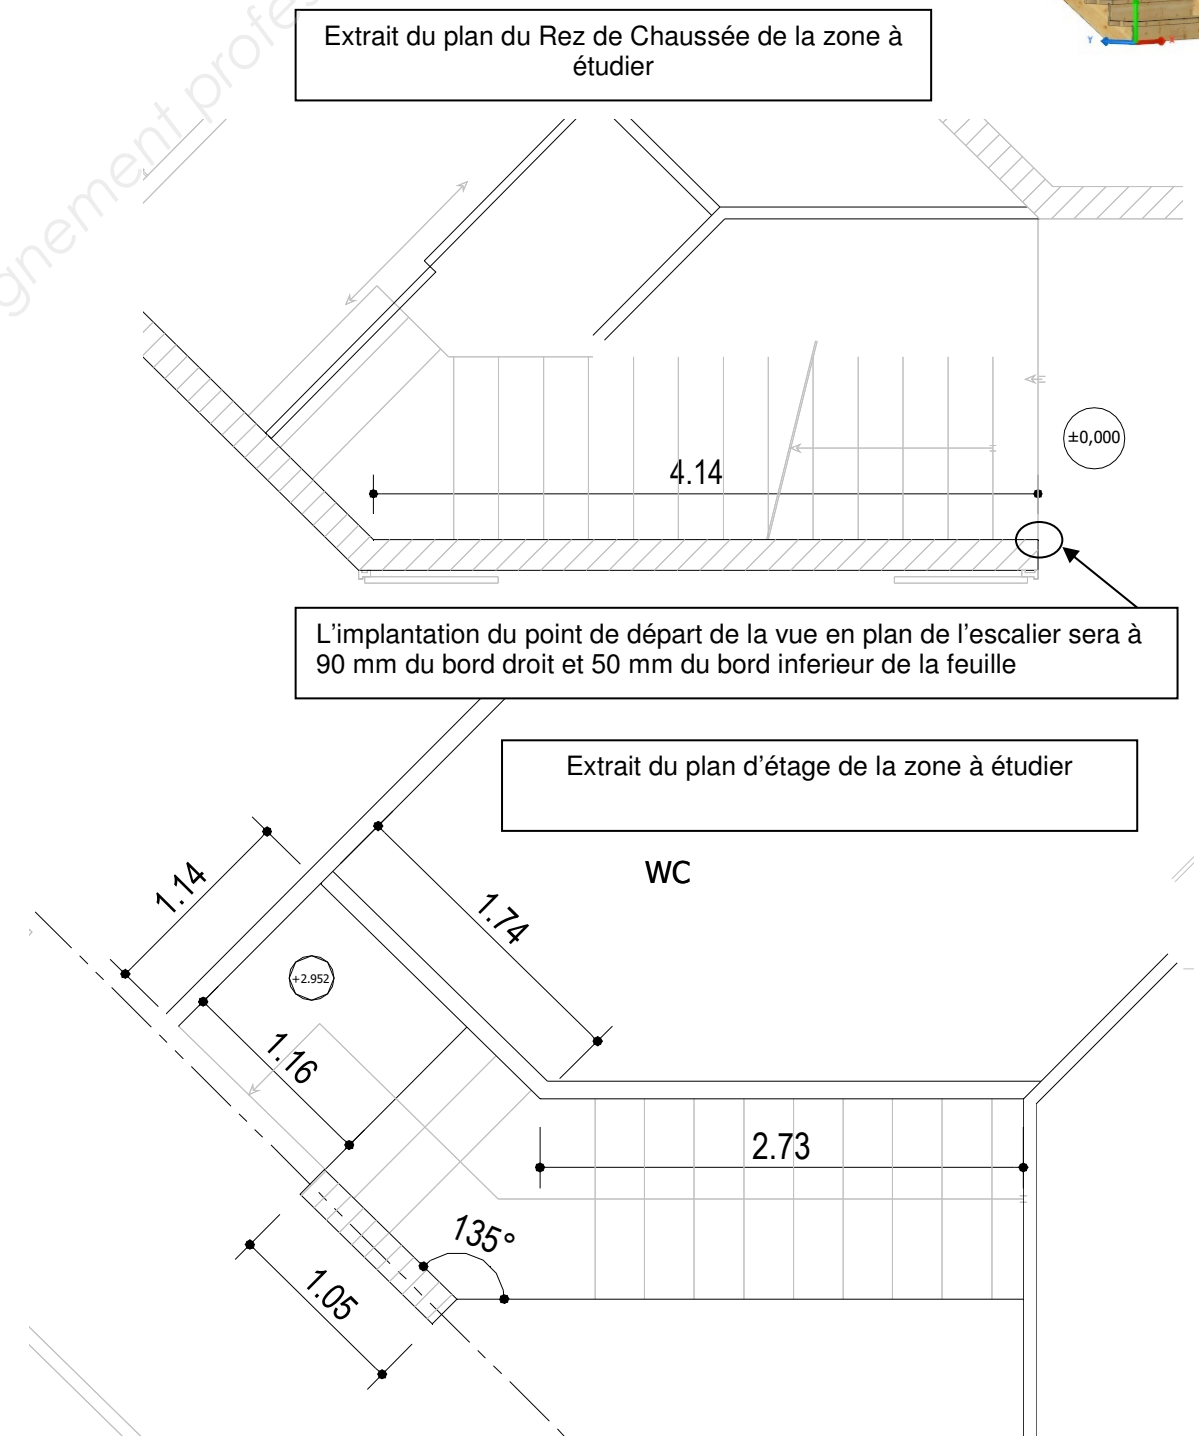 Extrait du plan du Rez de Chaussée de la zone à
étudier
±0,000
4.14
L'implantation du point de départ de la vue en plan de l'escalier sera à
90 mm du bord droit et 50 mm du bord inferieur de la feuille
Extrait du plan d'étage de la zone à étudier
WC
1.14
1.74
+2.952
1.16
2.73
135°
1.05